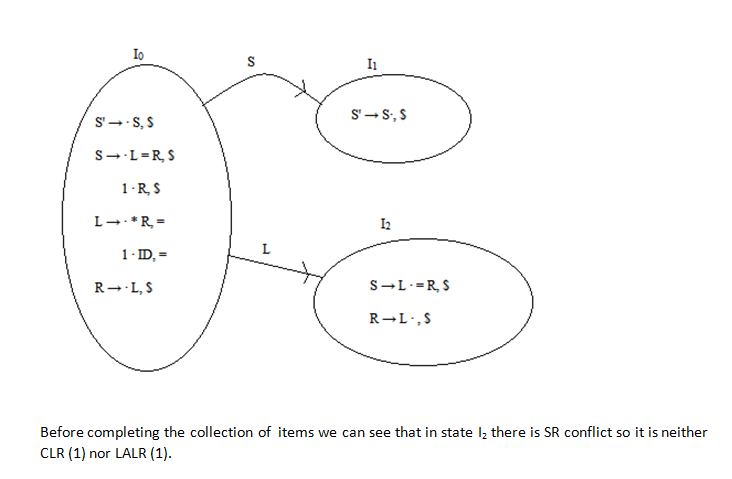 I0
S
I1
S' → · S, $
S' → S·, $
S → · L = R, $
1 · R, $
L → · * R, =
I2
1 · ID, =
L
R → · L, $
S → L · = R, $
R → L · , $
Before completing the collection of items we can see that in state I2 there is SR conflict so it is neither
CLR (1) nor LALR (1).